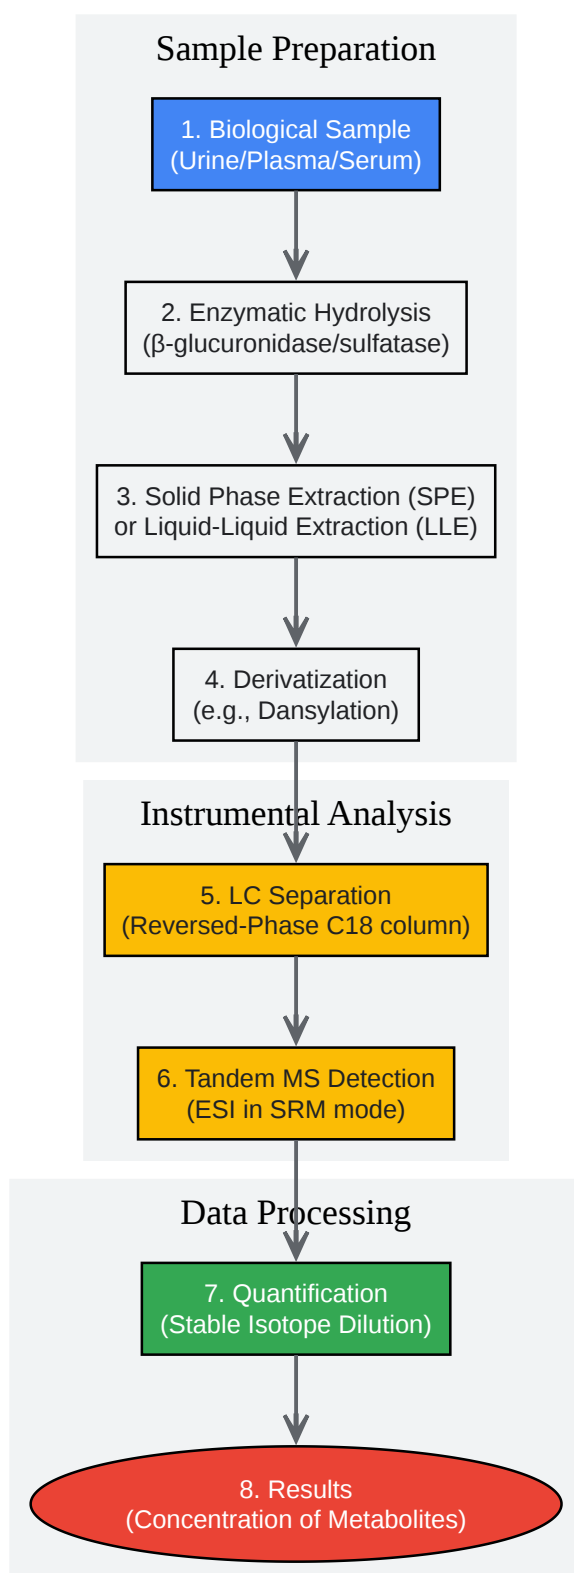 Sample Preparation
1. Biological Sample
(Urine/Plasma/Serum)
2. Enzymatic Hydrolysis
(β-glucuronidase/sulfatase)
3. Solid Phase Extraction (SPE)
or Liquid-Liquid Extraction (LLE)
4. Derivatization
(e.g., Dansylation)
Instrumental Analysis
5. LC Separation
(Reversed-Phase C18 column)
6. Tandem MS Detection
(ESI in SRM mode)
Data Processing
7. Quantification
(Stable Isotope Dilution)
8. Results
(Concentration of Metabolites)